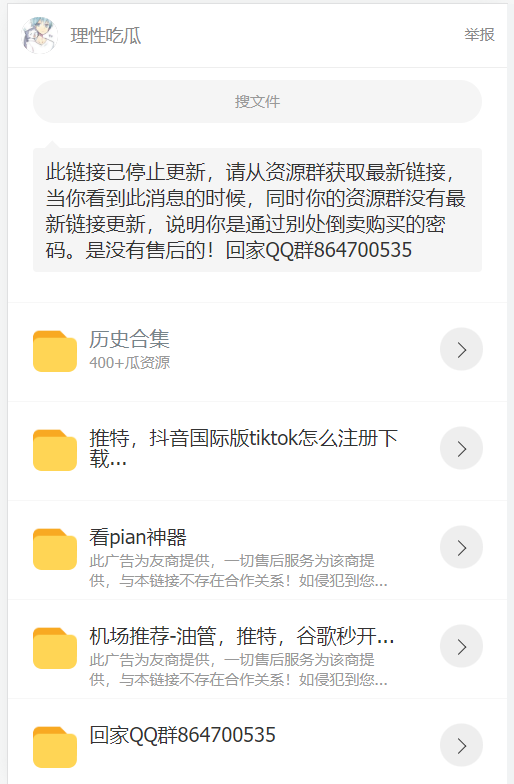 理性吃瓜
举报
搜文件
此链接已停止更新，请从资源群获取最新链接，
当你看到此消息的时候，同时你的资源群没有最
新链接更新，说明你是通过别处倒卖购买的密
码。是没有售后的！回家QQ群864700535
历史合集
400+瓜资源
推特，抖音国际版tiktok怎么注册下
载...
看pian神器
此广告为友商提供，一切售后服务为该商提
供，与本链接不存在合作关系！如侵犯到您...
机场推荐-油管，推特，谷歌秒开...
此广告为友商提供，一切售后服务为该商提
供，与本链接不存在合作关系！如侵犯到您...
回家QQ群864700535